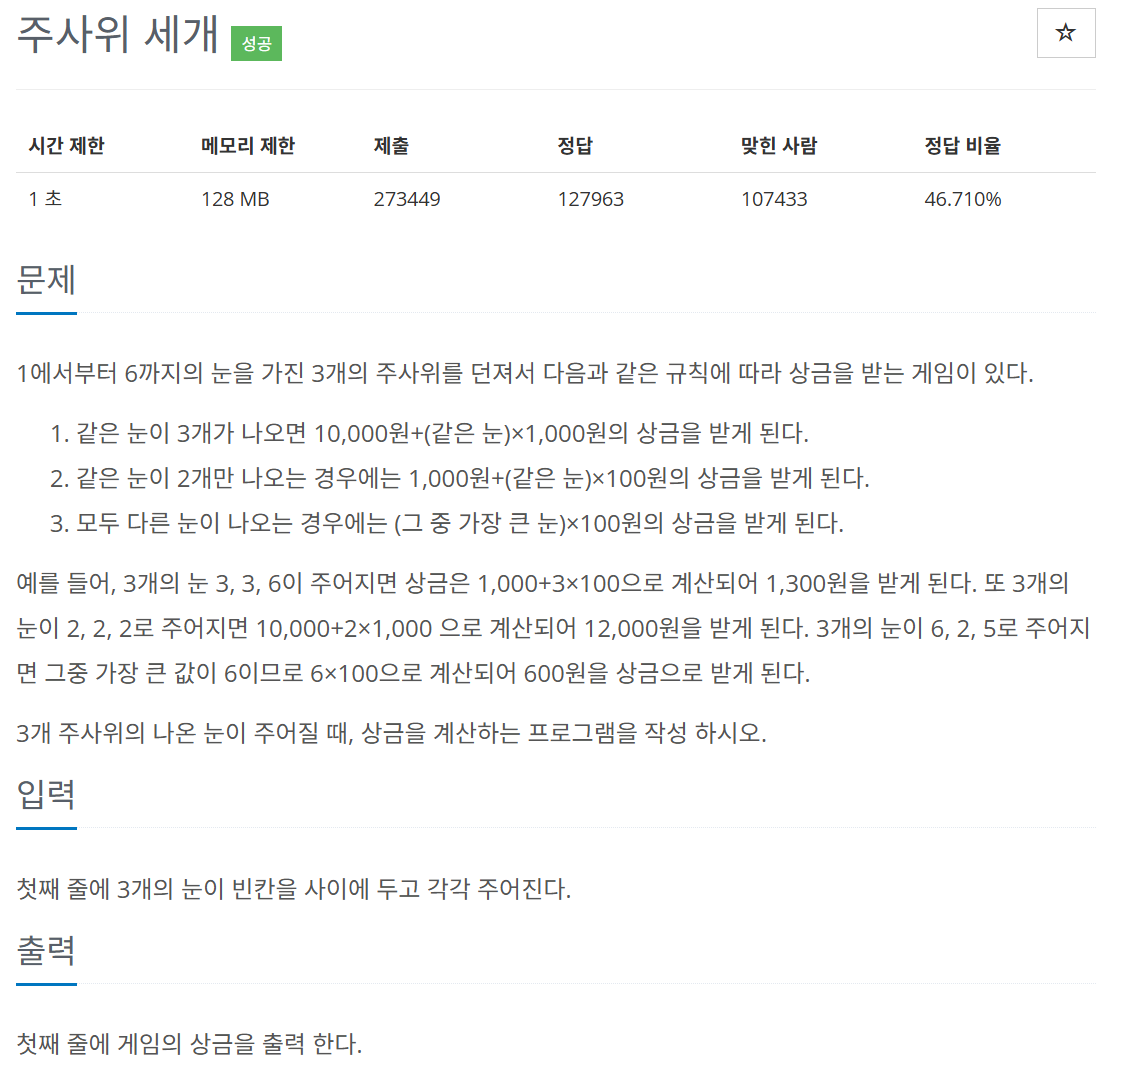 주사위 세개 성공
☆
시간 제한 메모리 제한 제출 정답 맞힌 사람 정답 비율
1 초 128 MB 273449 127963 107433 46.710%
문제
1에서부터 6까지의 눈을 가진 3개의 주사위를 던져서 다음과 같은 규칙에 따라 상금을 받는 게임이 있다.
1. 같은 눈이 3개가 나오면 10,000원+(같은 눈)×1,000원의 상금을 받게 된다.
2. 같은 눈이 2개만 나오는 경우에는 1,000원+(같은 눈)×100원의 상금을 받게 된다.
3. 모두 다른 눈이 나오는 경우에는 (그 중 가장 큰 눈)×100원의 상금을 받게 된다.
예를 들어, 3개의 눈 3, 3, 6이 주어지면 상금은 1,000+3×100으로 계산되어 1,300원을 받게 된다. 또 3개의
눈이 2, 2, 2로 주어지면 10,000+2×1,000 으로 계산되어 12,000원을 받게 된다. 3개의 눈이 6, 2, 5로 주어지
면 그중 가장 큰 값이 6이므로 6×100으로 계산되어 600원을 상금으로 받게 된다.
3개 주사위의 나온 눈이 주어질 때, 상금을 계산하는 프로그램을 작성 하시오.
입력
첫째 줄에 3개의 눈이 빈칸을 사이에 두고 각각 주어진다.
출력
첫째 줄에 게임의 상금을 출력 한다.